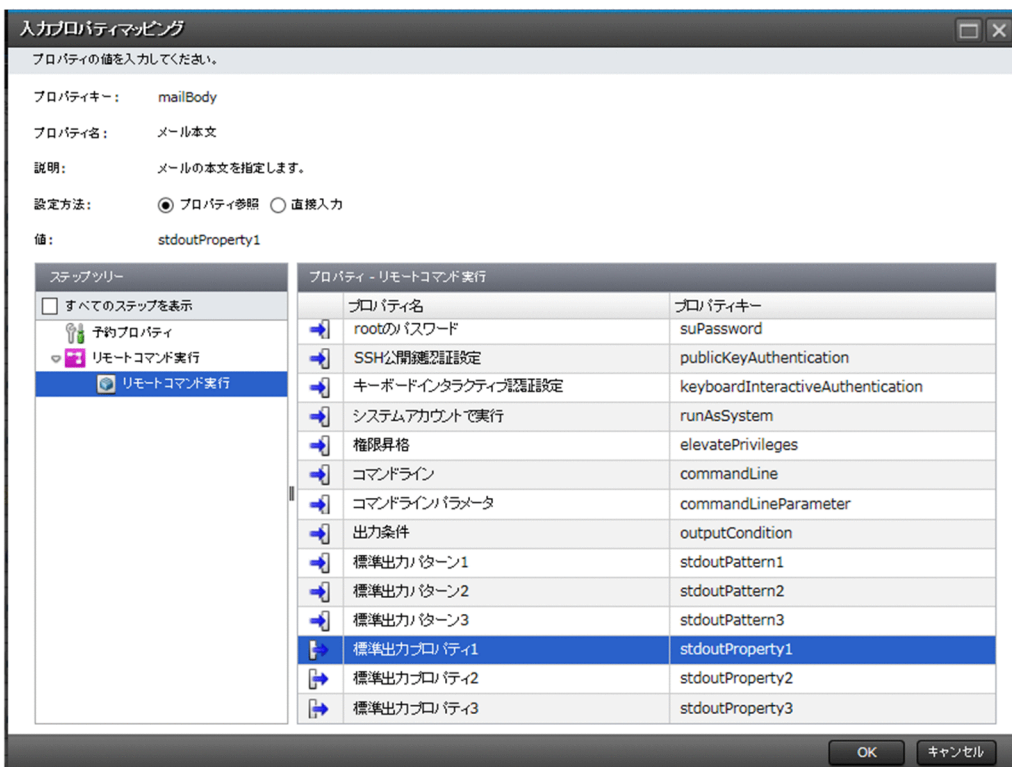 入力プロパティマッピング
プロパティの値を入力してください。
プロパティキー： mailBody
プロパティ名： メール本文
説明： メールの本文を指定します。
設定方法： プロパティ参照 直接入力
値： stdoutProperty1
ステップツリー
すべてのステップを表示
予約プロパティ
リモートコマンド実行
リモートコマンド実行
プロパティ - リモートコマンド実行
プロパティ名 プロパティキー
rootのパスワード suPassword
SSH公開鍵認証設定 publicKeyAuthentication
キーボードインタラクティブ認証設定 keyboardInteractiveAuthentication
システムアカウントで実行 runAsSystem
権限昇格 elevatePrivileges
コマンドライン commandLine
コマンドラインパラメータ commandLineParameter
出力条件 outputCondition
標準出力パターン1 stdoutPattern1
標準出力パターン2 stdoutPattern2
標準出力パターン3 stdoutPattern3
標準出力プロパティ1 stdoutProperty1
標準出力プロパティ2 stdoutProperty2
標準出力プロパティ3 stdoutProperty3
OK キャンセル